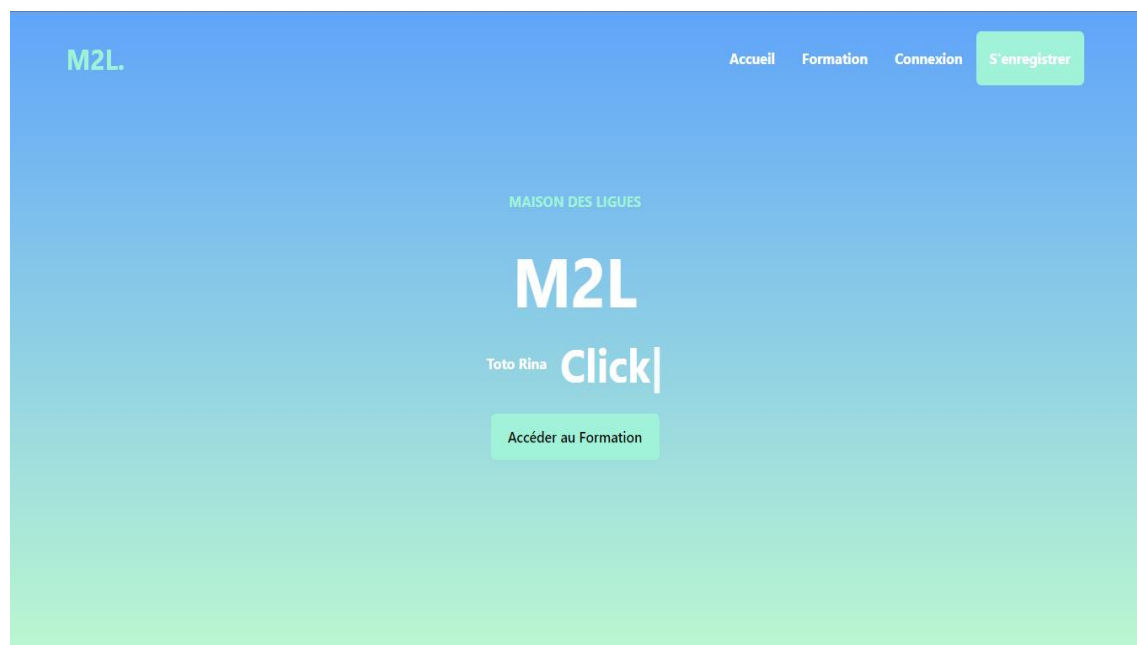 M2L.
Accueil Formation Connexion S'enregistrer
MAISON DES LIGUES
M2L
Toto Rina Click|
Accéder au Formation